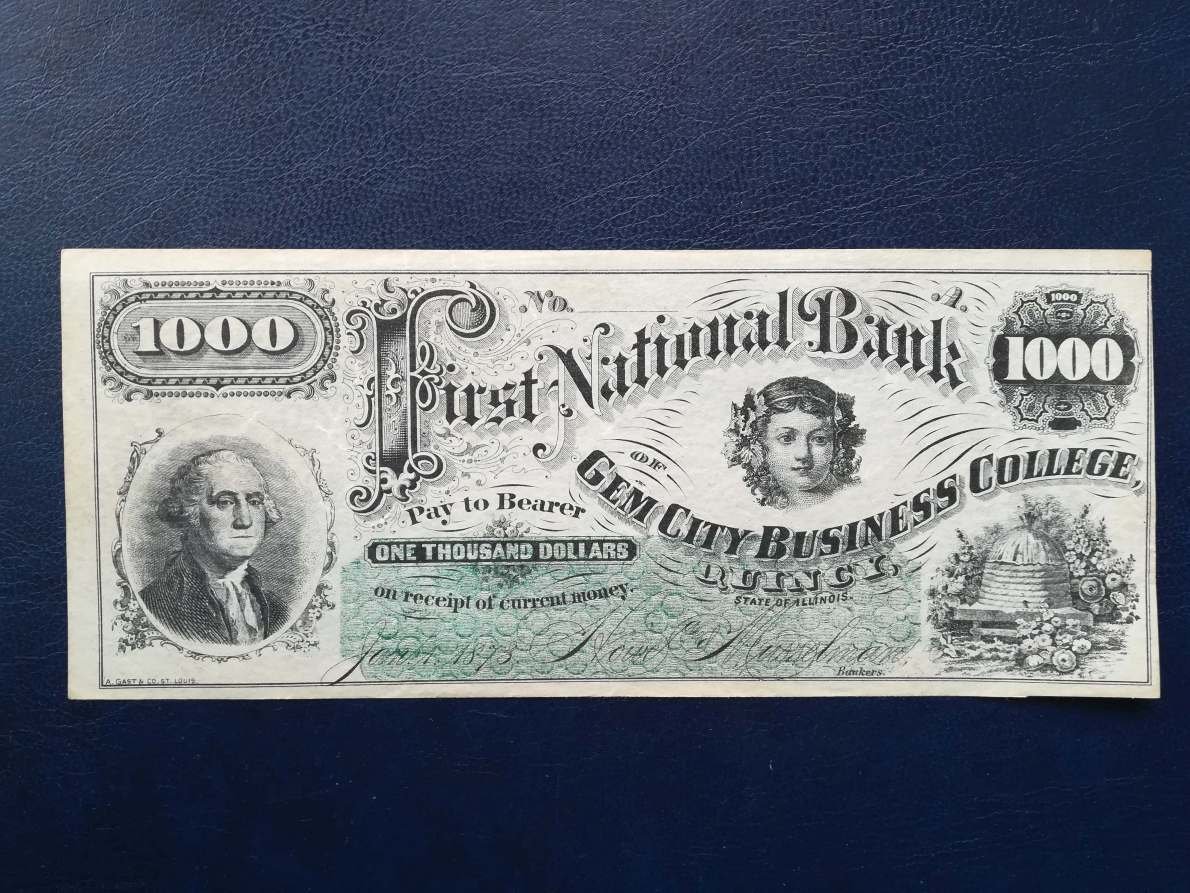 1000
No.
A.
1000
1000
First National Bank
OF
GEM CITY BUSINESS COLLEGE,
QUINCY,
STATE OF ILLINOIS.
Pay to Bearer
ONE THOUSAND DOLLARS
on receipt of current money.
1873
Bankers.
A. GAST & CO. ST. LOUIS.